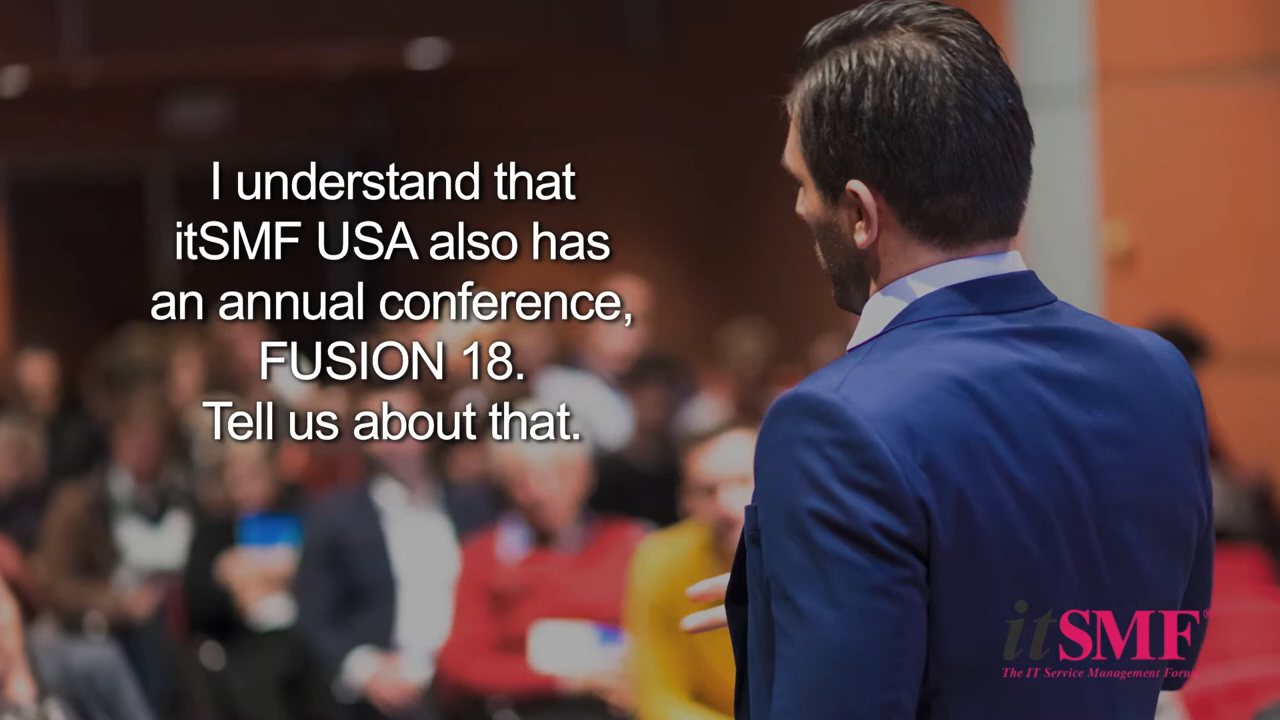 I understand that
itSMF USA also has
an annual conference,
FUSION 18.
Tell us about that.
itSMF®
The IT Service Management Forum